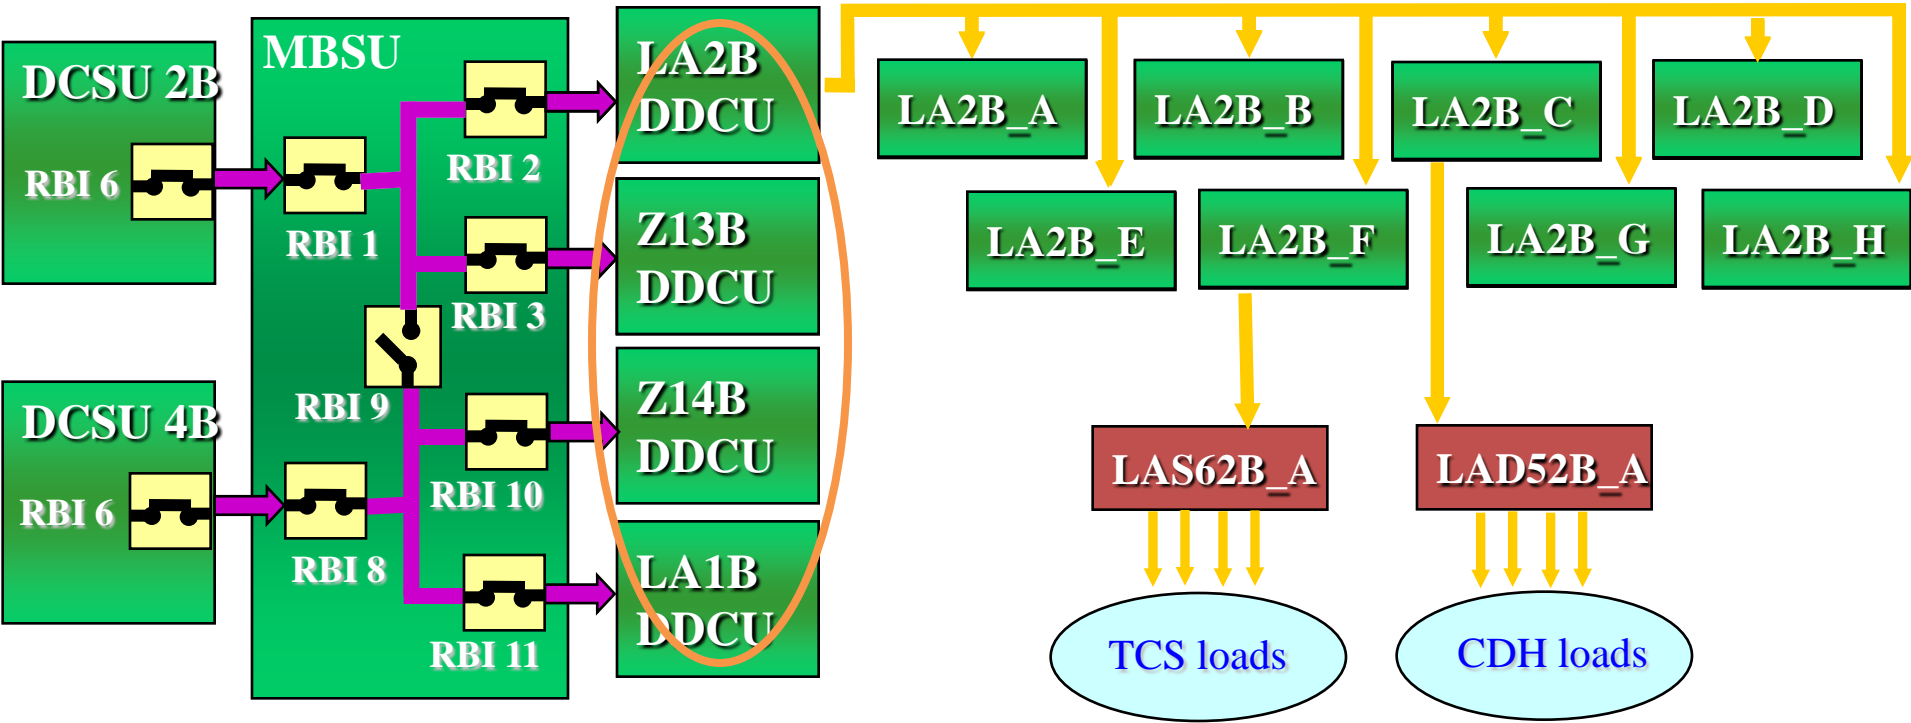 DCSU 2B
RBI 6
DCSU 4B
RBI 6
MBSU
RBI 1
RBI 2
RBI 3
RBI 9
RBI 10
RBI 8
RBI 11
LA2B
DDCU
Z13B
DDCU
Z14B
DDCU
LA1B
DDCU
LA2B_A
LA2B_B
LA2B_C
LA2B_D
LA2B_E
LA2B_F
LA2B_G
LA2B_H
LAS62B_A
LAD52B_A
TCS loads
CDH loads